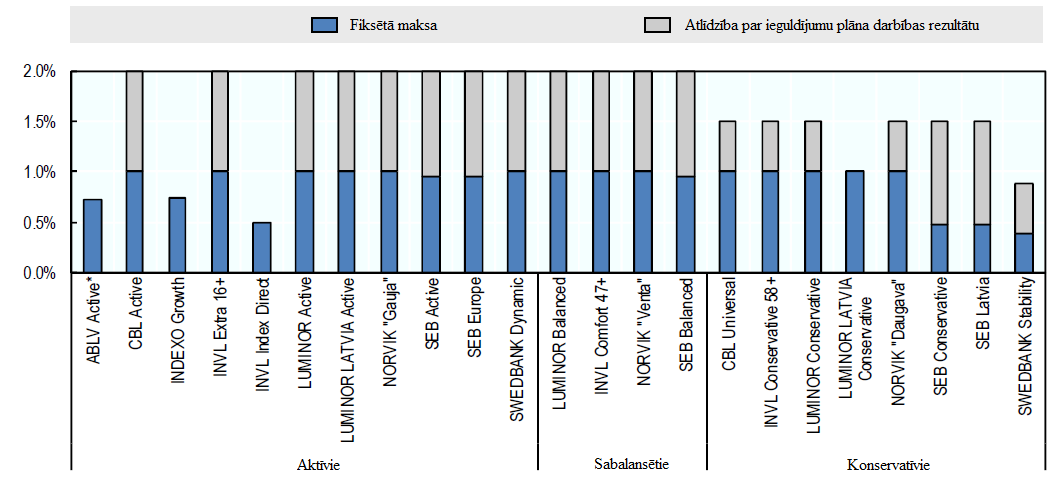 Fiksētā maksa
Atlīdzība par ieguldījumu plāna darbības rezultātu
2.0%
1.5%
1.0%
0.5%
0.0%
ABLV Active*
CBL Active
INDEXO Growth
INVL Extra 16+
INVL Index Direct
LUMINOR Active
LUMINOR LATVIA Active
NORVIK "Gauja"
SEB Active
SEB Europe
SWEDBANK Dynamic
LUMINOR Balanced
INVL Comfort 47+
NORVIK "Venta"
SEB Balanced
CBL Universal
INVL Conservative 58+
LUMINOR Conservative
LUMINOR LATVIA
Conservative
NORVIK "Daugava"
SEB Conservative
SEB Latvia
SWEDBANK Stability
Aktīvie
Sabalansētie
Konservatīvie